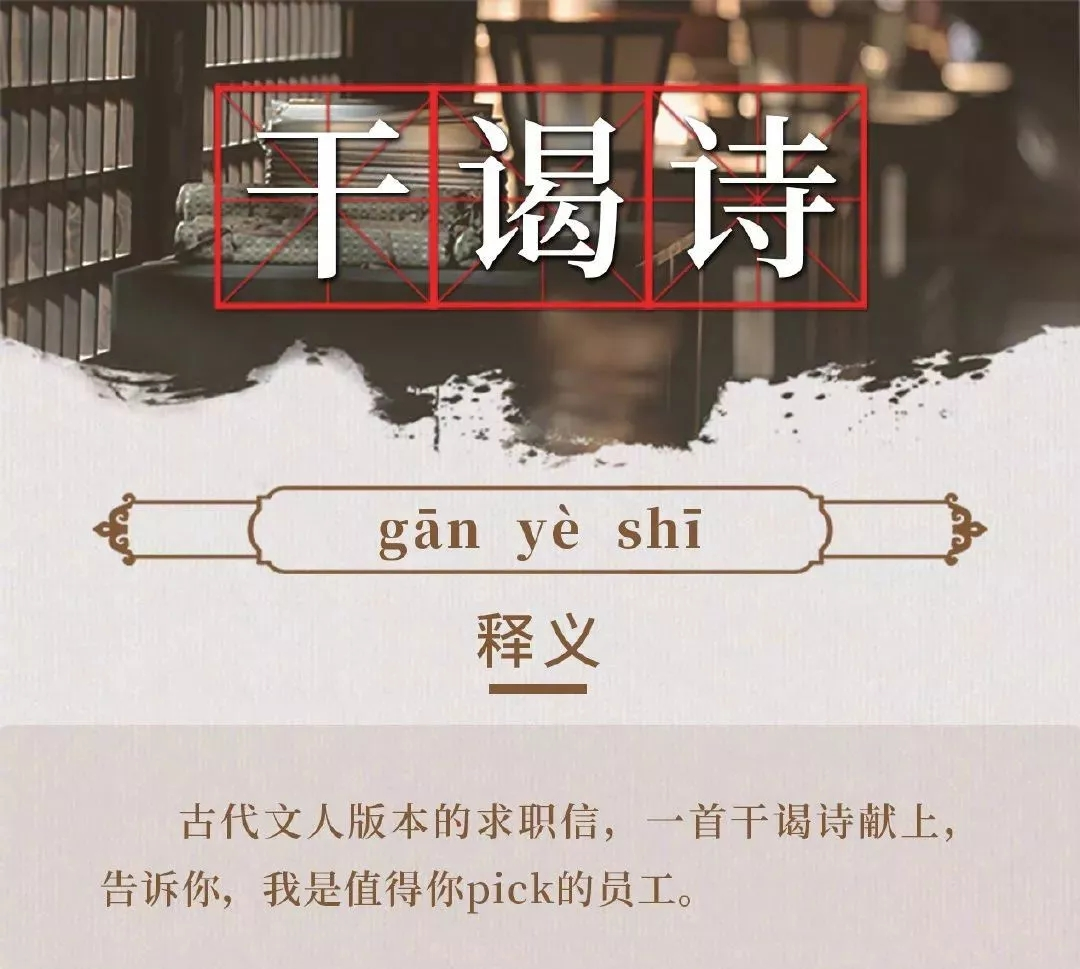 干谒诗
gān yè shī
释义
古代文人版本的求职信，一首干谒诗献上，
告诉你，我是值得你pick的员工。